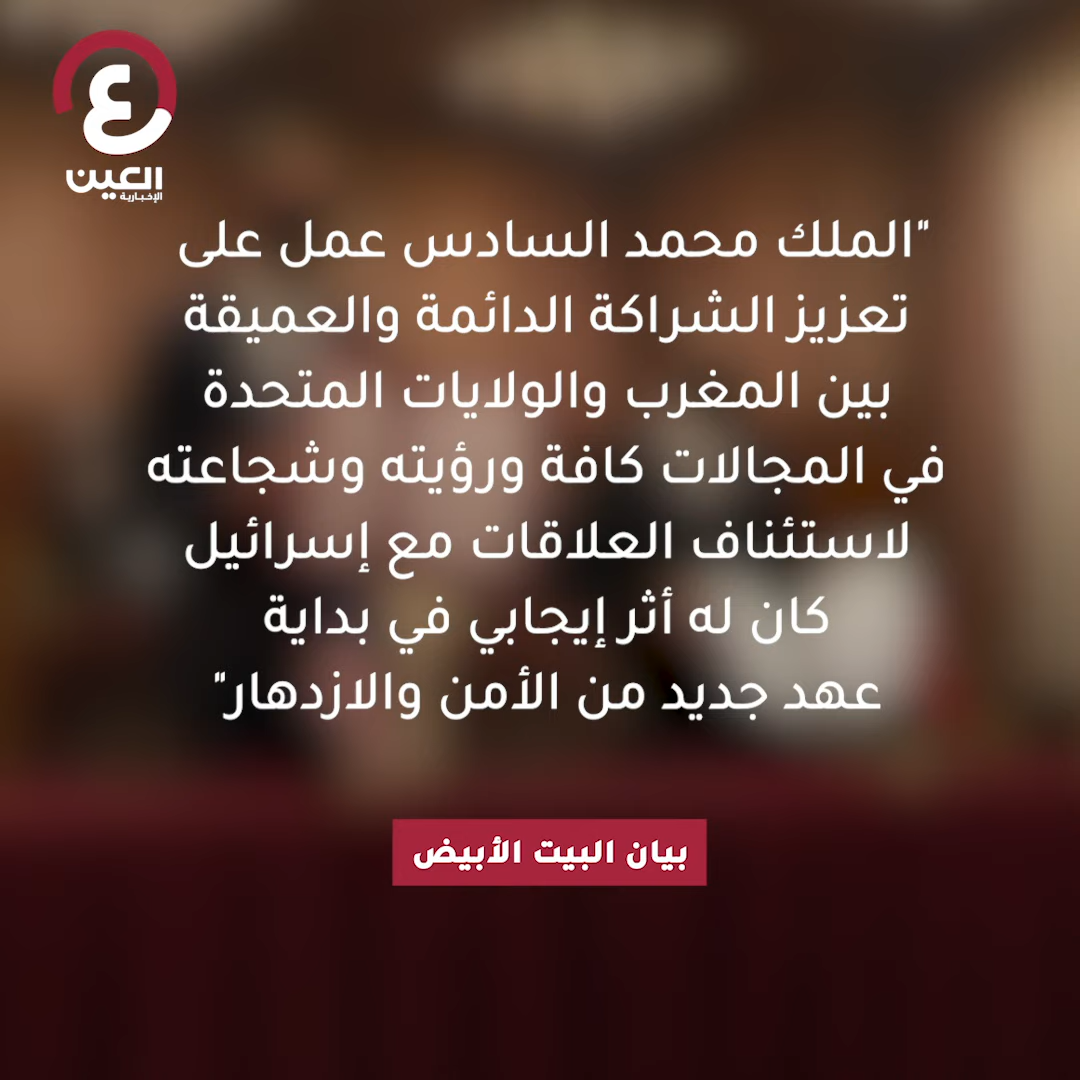 ع
العين
الإخبارية
"الملك محمد السادس عمل على
تعزيز الشراكة الدائمة والعميقة
بين المغرب والولايات المتحدة
في المجالات كافة ورؤيته وشجاعته
لاستئناف العلاقات مع إسرائيل
كان له أثر إيجابي في بداية
عهد جديد من الأمن والازدهار"
بيان البيت الأبيض